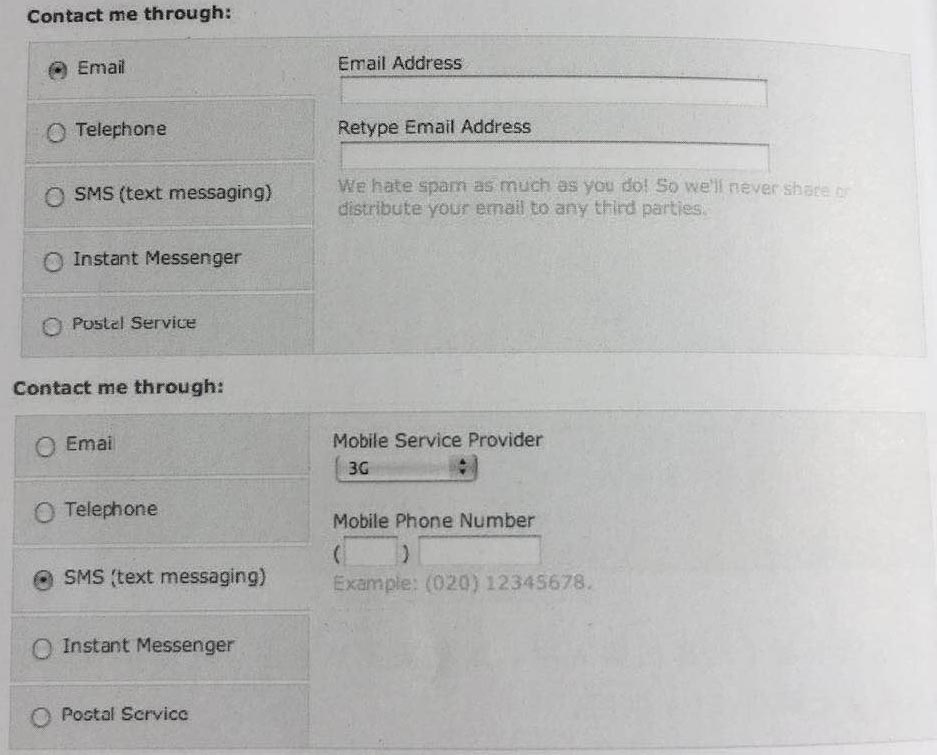 Contact me through:
Email
Email Address
Telephone
Retype Email Address
SMS (text messaging)
We hate spam as much as you do! So we'll never share or
distribute your email to any third parties.
Instant Messenger
Postal Service
Contact me through:
Email
Mobile Service Provider
3G
Telephone
Mobile Phone Number
( )
SMS (text messaging)
Example: (020) 12345678.
Instant Messenger
Postal Service